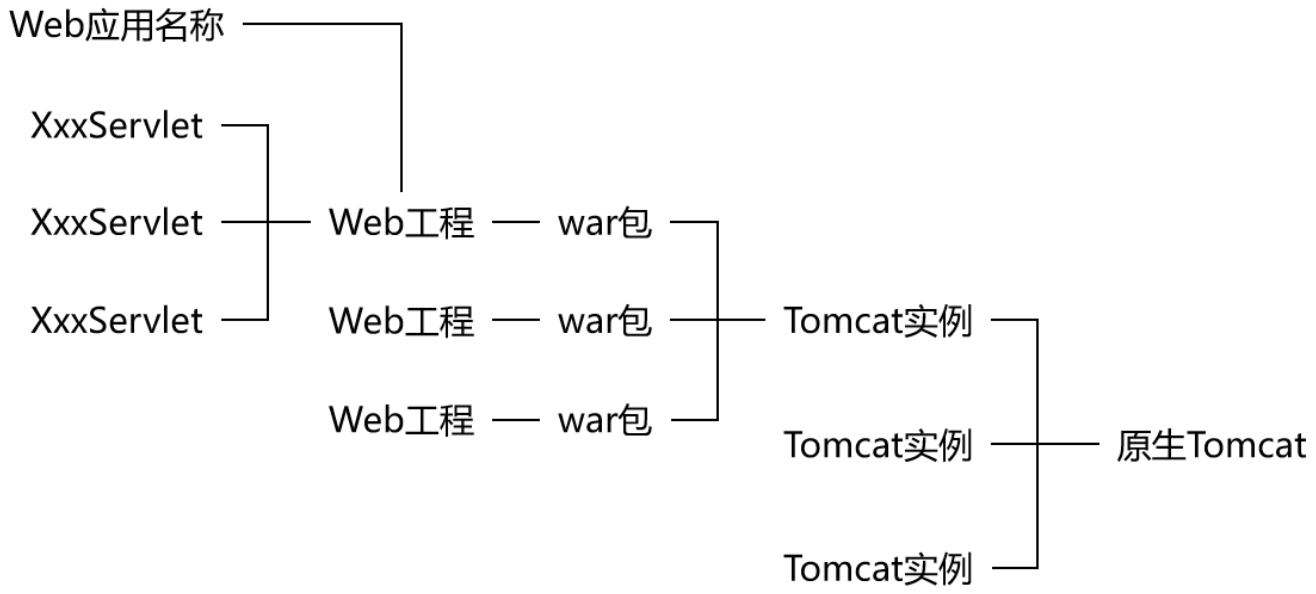 Web应用名称
XxxServlet
XxxServlet
Web工程
war包
XxxServlet
Web工程
war包
Tomcat实例
Web工程
war包
Tomcat实例
原生Tomcat
Tomcat实例